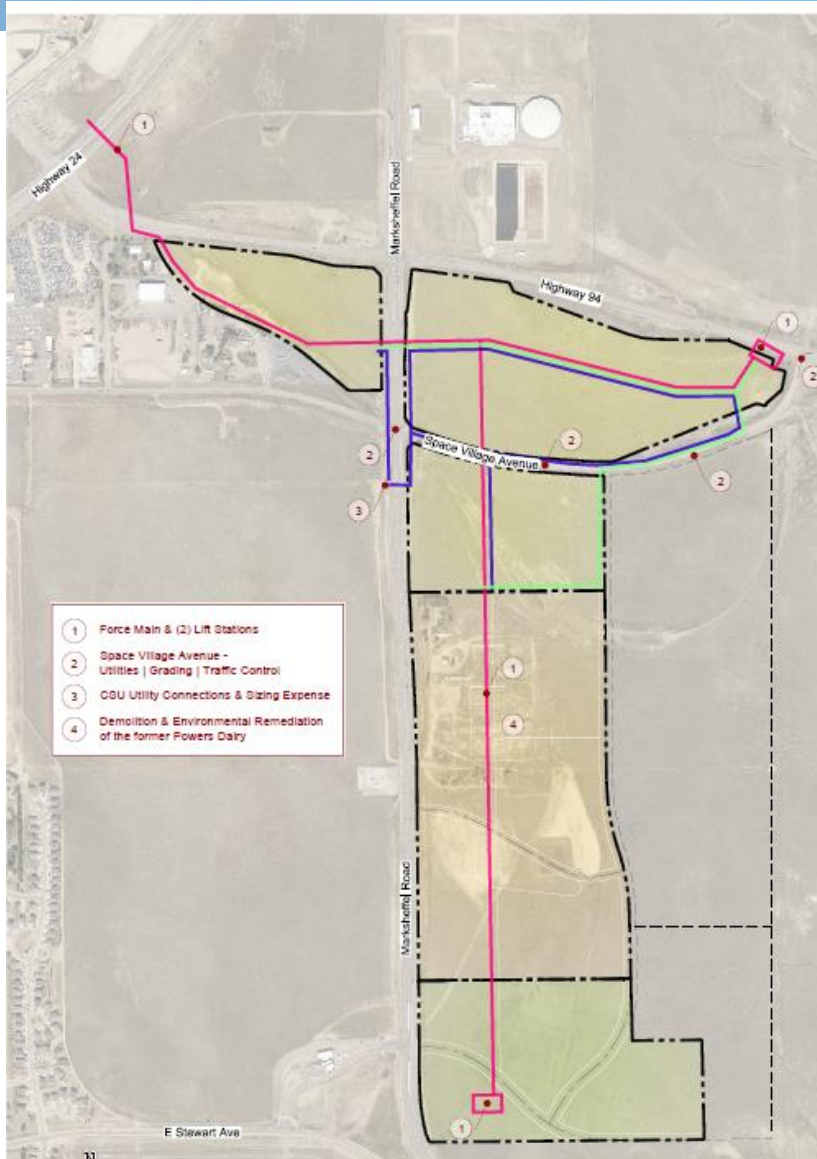 1
Highway 24
Marksheffel Road
Highway 94
1
2
2
Space Village Avenue
2
2
3
1 Force Main & (2) Lift Stations
2 Space Village Avenue -
Utilities | Grading | Traffic Control
3 CSU Utility Connections & Sizing Expense
4 Demolition & Environmental Remediation
of the former Powers Dairy
1
4
Marksheffel Road
1
E Stewart Ave